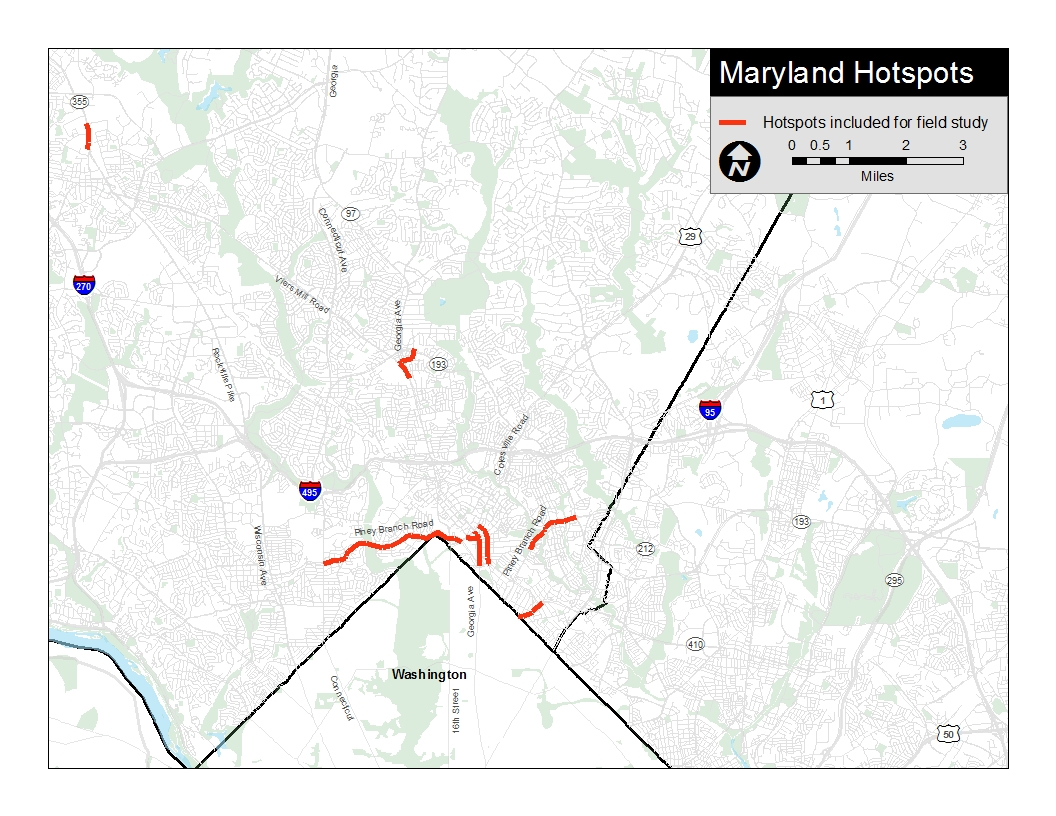 Maryland Hotspots
Hotspots included for field study
0 0.5 1 2 3
Miles
N
Georgia
355
97
Connecticut Ave
29
270
Viers Mill Road
Georgia Ave
193
Rockville Pike
95
1
Colesville Road
495
Piney Branch Road
Piney Branch Road
193
Wisconsin Ave
212
295
Georgia Ave
410
Washington
Connecticut
16th Street
50